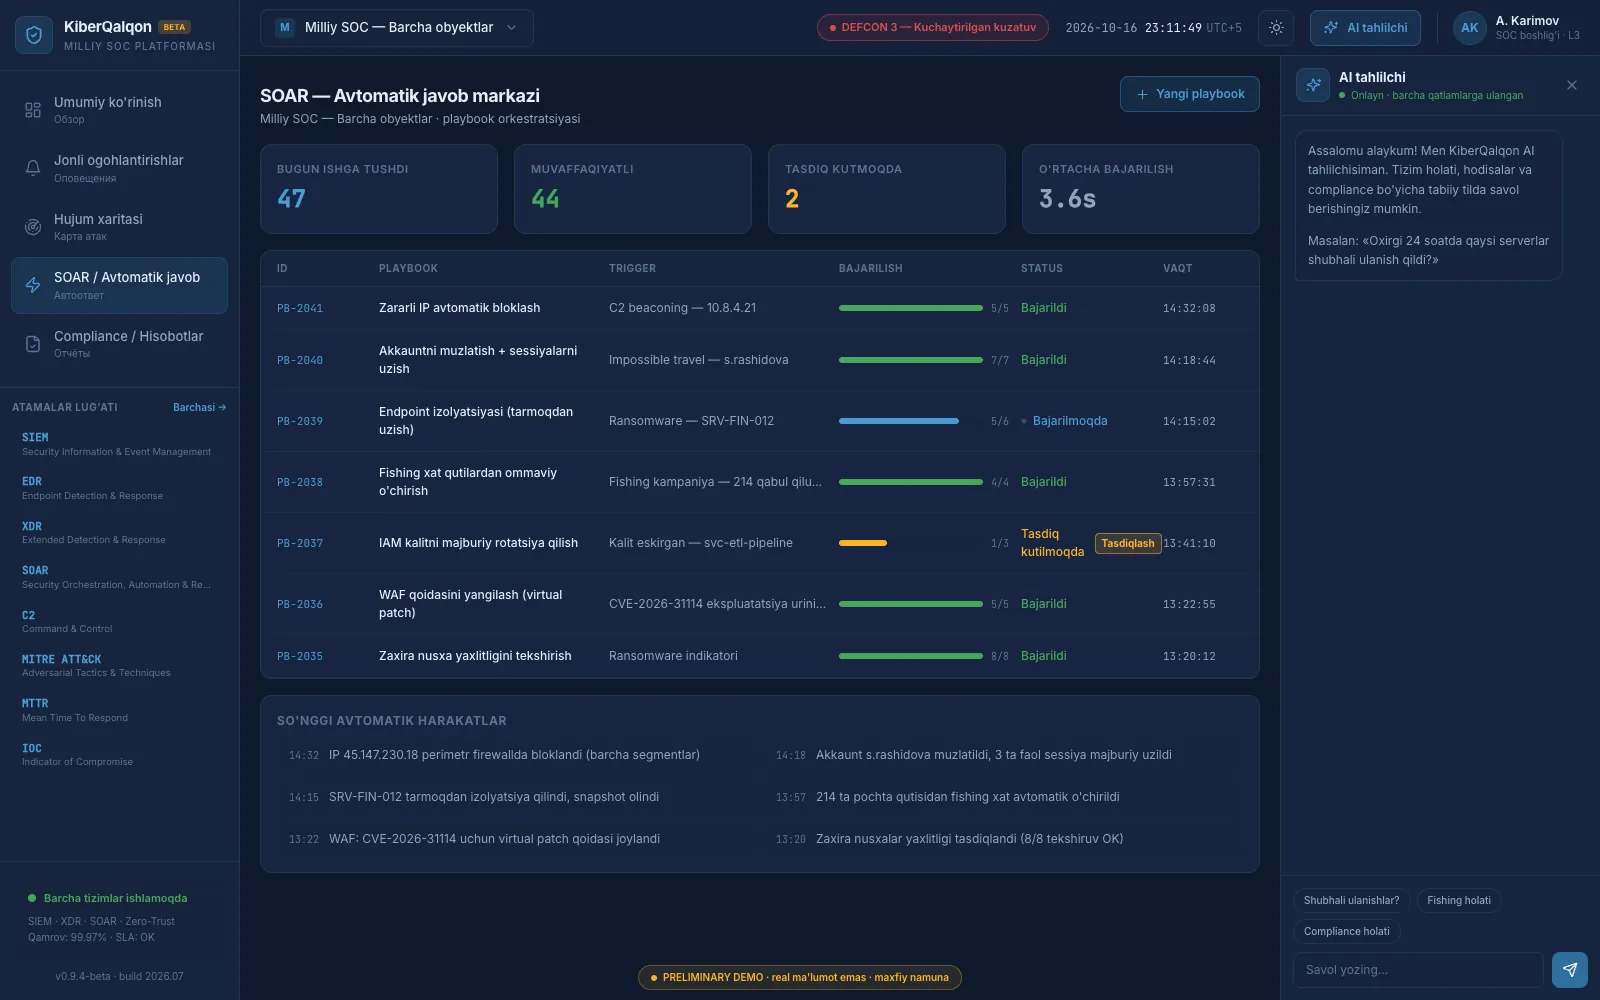 KiberQalqon BETA
MILLIY SOC PLATFORMASI
M Milliy SOC — Barcha obyektlar
DEFCON 3 — Kuchaytirilgan kuzatuv
2026-10-16 23:11:49 UTC+5
AI tahlilchi
AK
A. Karimov
SOC boshlig'i · L3
Umumiy ko'rinish
Обзор
Jonli ogohlantirishlar
Оповещения
Hujum xaritasi
Карта атак
SOAR / Avtomatik javob
Автоответ
Compliance / Hisobotlar
Отчёты
ATAMALAR LUG'ATI
Barchasi →
SIEM
Security Information & Event Management
EDR
Endpoint Detection & Response
XDR
Extended Detection & Response
SOAR
Security Orchestration, Automation & Re...
C2
Command & Control
MITRE ATT&CK
Adversarial Tactics & Techniques
MTTR
Mean Time To Respond
IOC
Indicator of Compromise
Barcha tizimlar ishlamoqda
SIEM · XDR · SOAR · Zero-Trust
Qamrov: 99.97% · SLA: OK
v0.9.4-beta · build 2026.07
SOAR — Avtomatik javob markazi
Milliy SOC — Barcha obyektlar · playbook orkestratsiyasi
Yangi playbook
BUGUN ISHGA TUSHDI
47
MUVAFFAQIYATLI
44
TASDIQ KUTMOQDA
2
O'RTACHA BAJARILISH
3.6s
ID PLAYBOOK TRIGGER BAJARILISH STATUS VAQT
PB-2041 Zararli IP avtomatik bloklash C2 beaconing — 10.8.4.21 5/5 Bajarildi 14:32:08
PB-2040 Akkauntni muzlatish + sessiyalarni uzish Impossible travel — s.rashidova 7/7 Bajarildi 14:18:44
PB-2039 Endpoint izolyatsiyasi (tarmoqdan uzish) Ransomware — SRV-FIN-012 5/6 Bajarilmoqda 14:15:02
PB-2038 Fishing xat qutilardan ommaviy o'chirish Fishing kampaniya — 214 qabul qilu... 4/4 Bajarildi 13:57:31
PB-2037 IAM kalitni majburiy rotatsiya qilish Kalit eskirgan — svc-etl-pipeline 1/3 Tasdiq kutilmoqda Tasdiqlash 13:41:10
PB-2036 WAF qoidasini yangilash (virtual patch) CVE-2026-31114 ekspluatatsiya urini... 5/5 Bajarildi 13:22:55
PB-2035 Zaxira nusxa yaxlitligini tekshirish Ransomware indikatori 8/8 Bajarildi 13:20:12
SO'NGGI AVTOMATIK HARAKATLAR
14:32 IP 45.147.230.18 perimetr firewallda bloklandi (barcha segmentlar)
14:18 Akkaunt s.rashidova muzlatildi, 3 ta faol sessiya majburiy uzildi
14:15 SRV-FIN-012 tarmoqdan izolyatsiya qilindi, snapshot olindi
13:57 214 ta pochta qutisidan fishing xat avtomatik o'chirildi
13:22 WAF: CVE-2026-31114 uchun virtual patch qoidasi joylandi
13:20 Zaxira nusxalar yaxlitligi tasdiqlandi (8/8 tekshiruv OK)
PRELIMINARY DEMO · real ma'lumot emas · maxfiy namuna
AI tahlilchi
Onlayn · barcha qatlamlarga ulangan
Assalomu alaykum! Men KiberQalqon AI
tahlilchisiman. Tizim holati, hodisalar va
compliance bo'yicha tabiiy tilda savol
berishingiz mumkin.
Masalan: «Oxirgi 24 soatda qaysi serverlar
shubhali ulanish qildi?»
Shubhali ulanishlar?
Fishing holati
Compliance holati
Savol yozing...